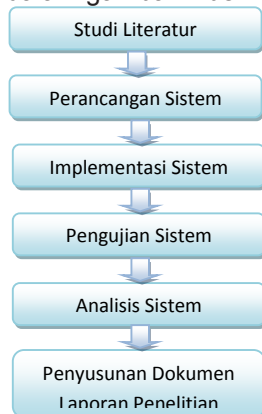 Studi Literatur
Perancangan Sistem
Implementasi Sistem
Pengujian Sistem
Analisis Sistem
Penyusunan Dokumen
Laporan Penelitian